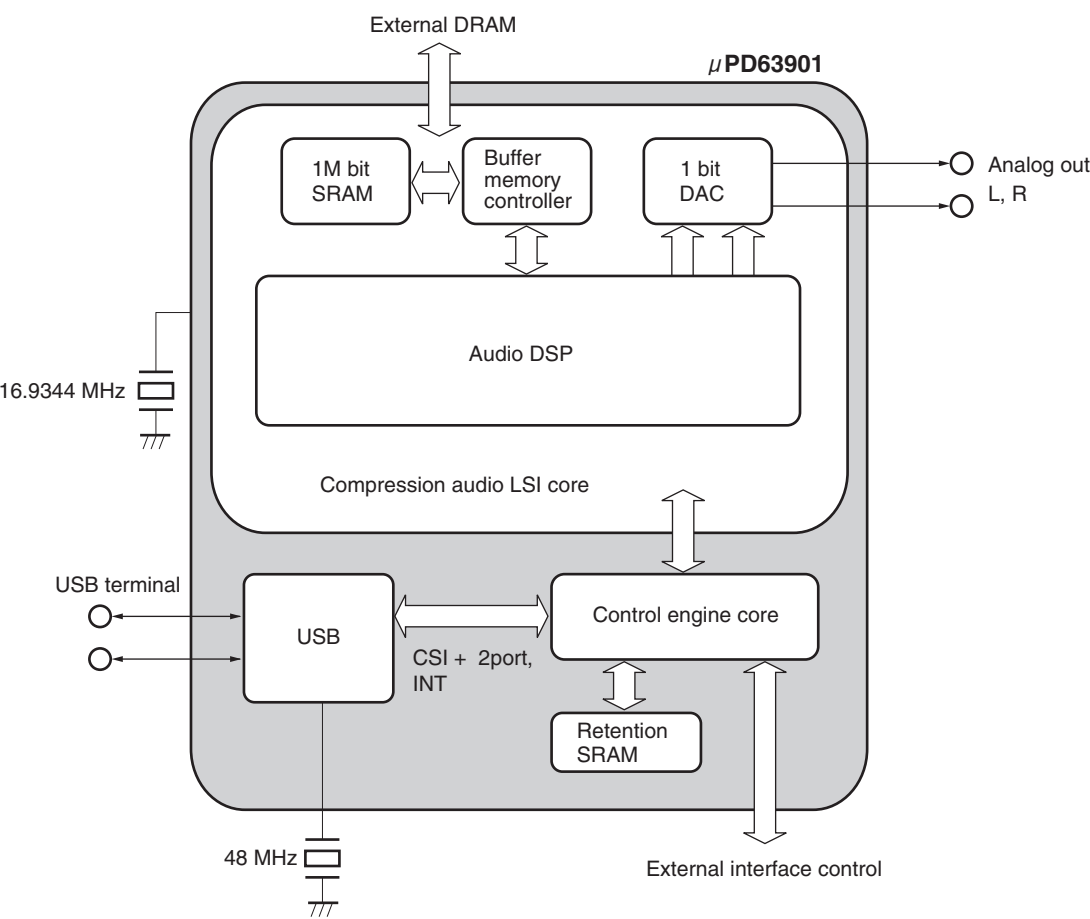 External DRAM
μPD63901
1M bit
SRAM
Buffer
memory
controller
1 bit
DAC
Analog out
L, R
Audio DSP
16.9344 MHz
Compression audio LSI core
USB terminal
USB
Control engine core
CSI + 2port,
INT
Retention
SRAM
48 MHz
External interface control